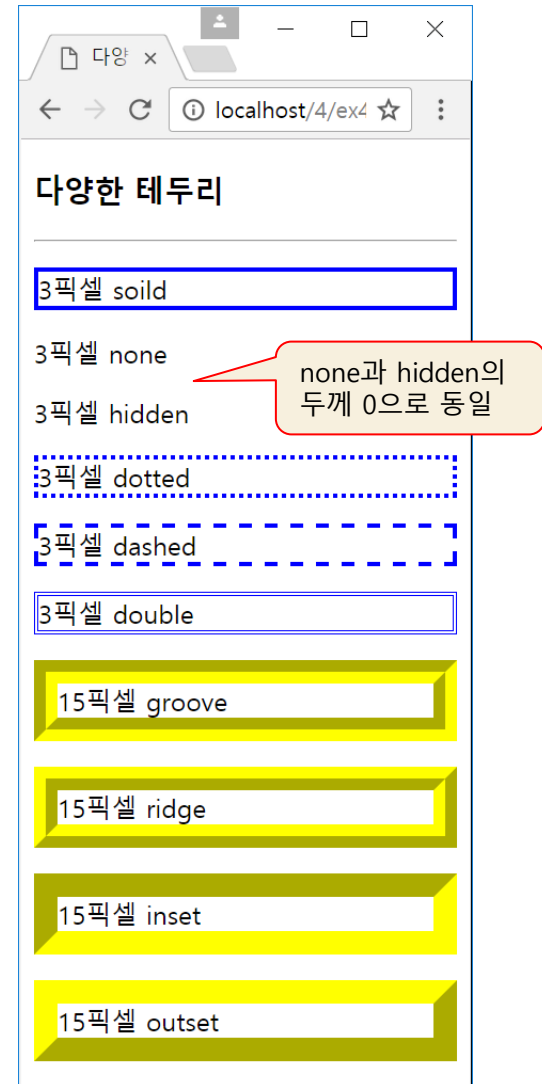 다양
localhost/4/ex4
다양한 테두리
3픽셀 soild
3픽셀 none
none과 hidden의
두께 0으로 동일
3픽셀 hidden
3픽셀 dotted
3픽셀 dashed
3픽셀 double
15픽셀 groove
15픽셀 ridge
15픽셀 inset
15픽셀 outset